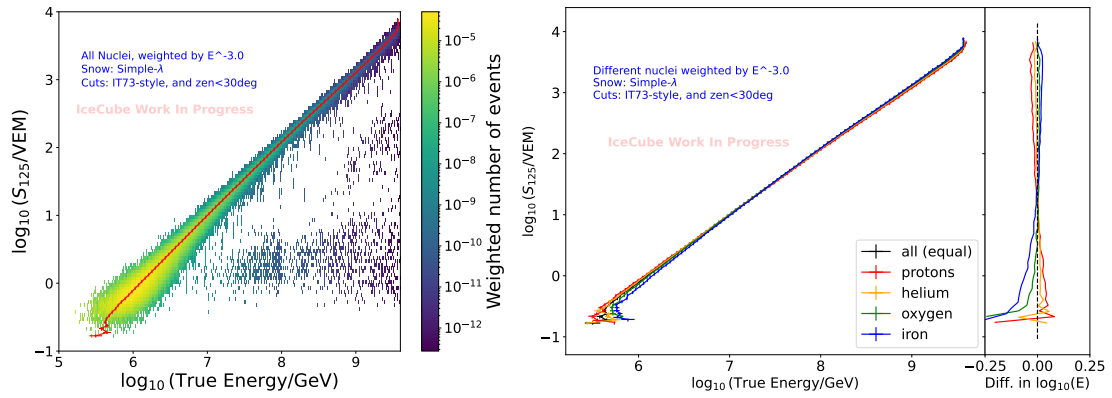 All Nuclei, weighted by E^-3.0
Snow: Simple-λ
Cuts: IT73-style, and zen<30deg
IceCube Work In Progress
log₁₀(S₁₂₅/VEM)
4
3
2
1
0
−1
5
6
7
8
9
log₁₀(True Energy/GeV)
10⁻⁵
10⁻⁶
10⁻⁷
10⁻⁸
10⁻⁹
10⁻¹⁰
10⁻¹¹
10⁻¹²
Weighted number of events
Different nuclei weighted by E^-3.0
Snow: Simple-λ
Cuts: IT73-style, and zen<30deg
IceCube Work In Progress
log₁₀(S₁₂₅/VEM)
4
3
2
1
0
−1
all (equal)
protons
helium
oxygen
iron
6
7
8
9
log₁₀(True Energy/GeV)
−0.25
0.00
0.25
Diff. in log₁₀(E)